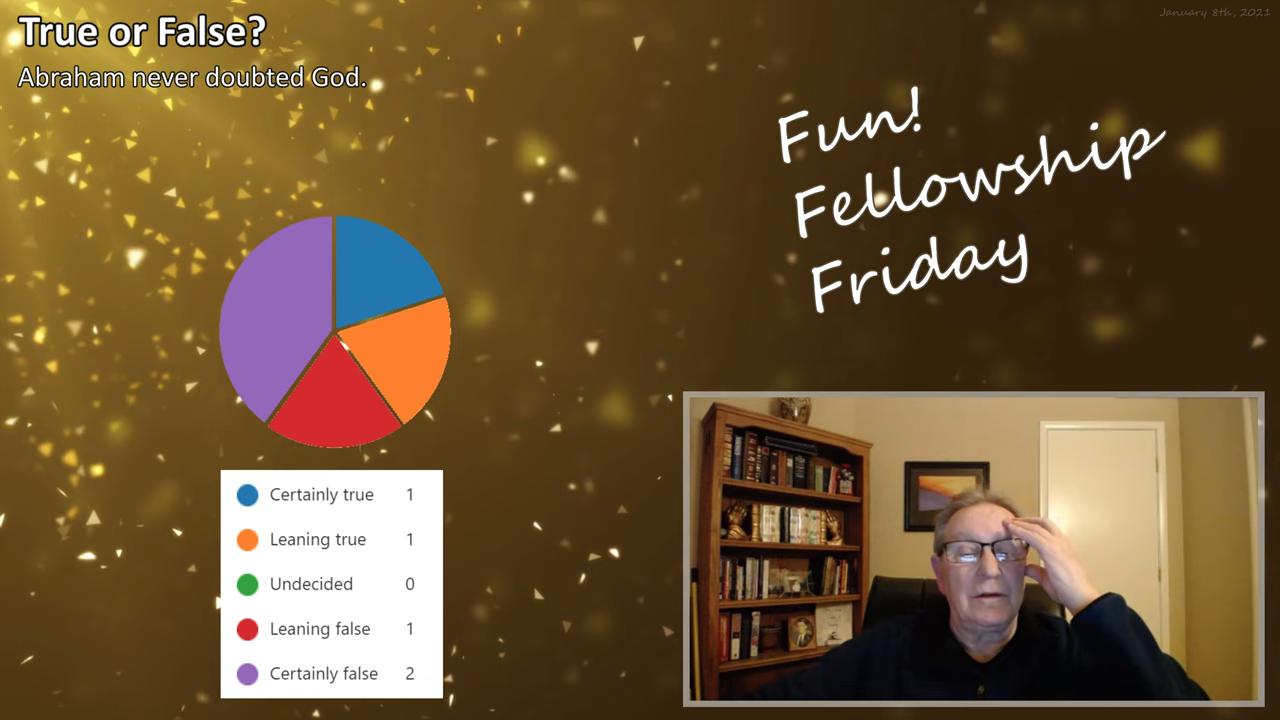 True or False?
Abraham never doubted God.
January 8th, 2021
Fun!
Fellowship
Friday
Certainly true 1
Leaning true 1
Undecided 0
Leaning false 1
Certainly false 2